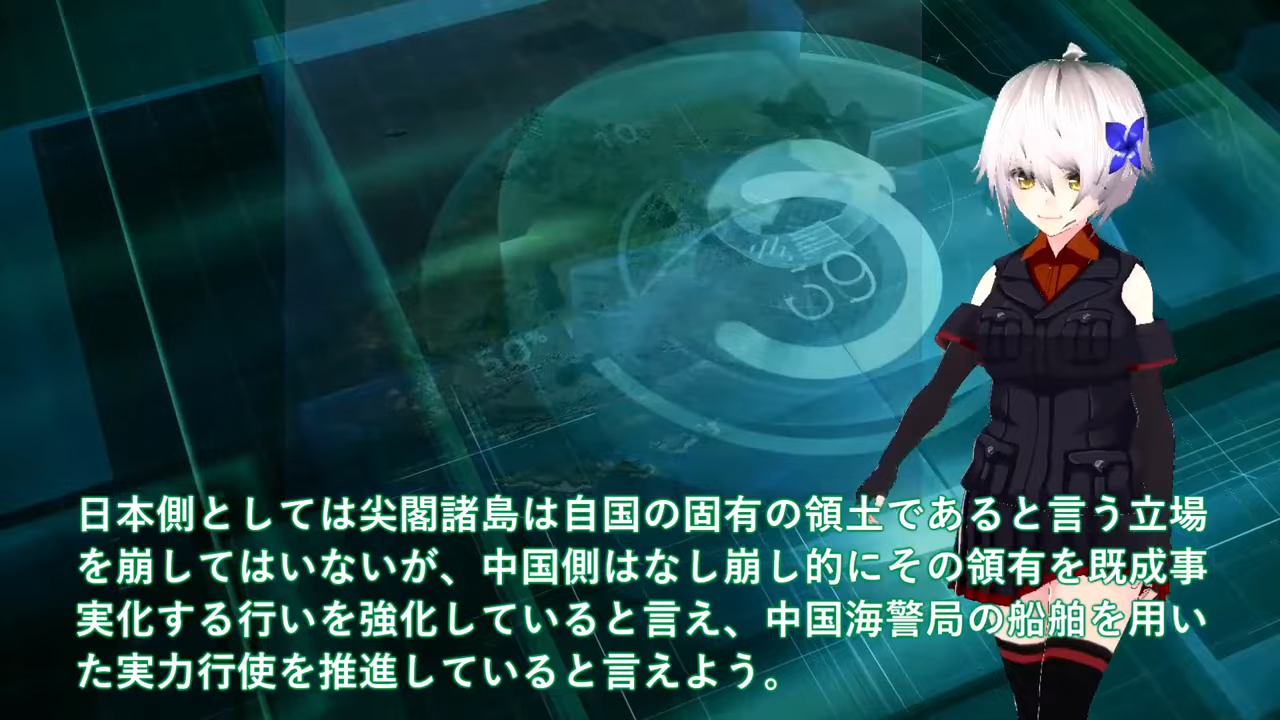 59
50°
日本側としては尖閣諸島は自国の固有の領土であると言う立場
を崩してはいないが、中国側はなし崩し的にその領有を既成事
実化する行いを強化していると言え、中国海警局の船舶を用い
た実力行使を推進していると言えよう。